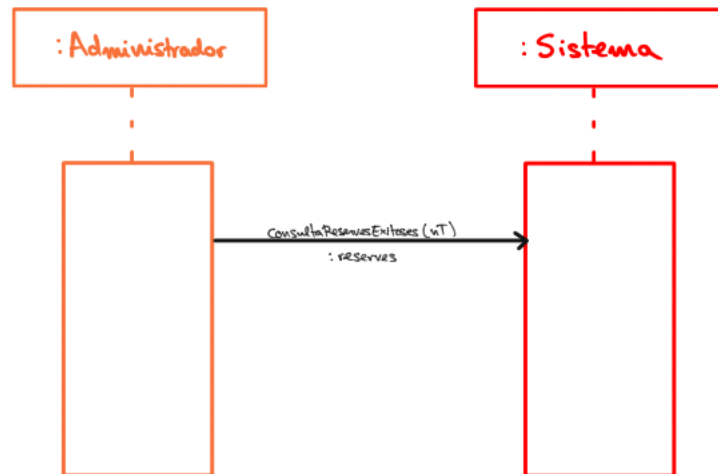 :Administrador
:Sistema
consultaReservesExitoses(nT)
:reserves